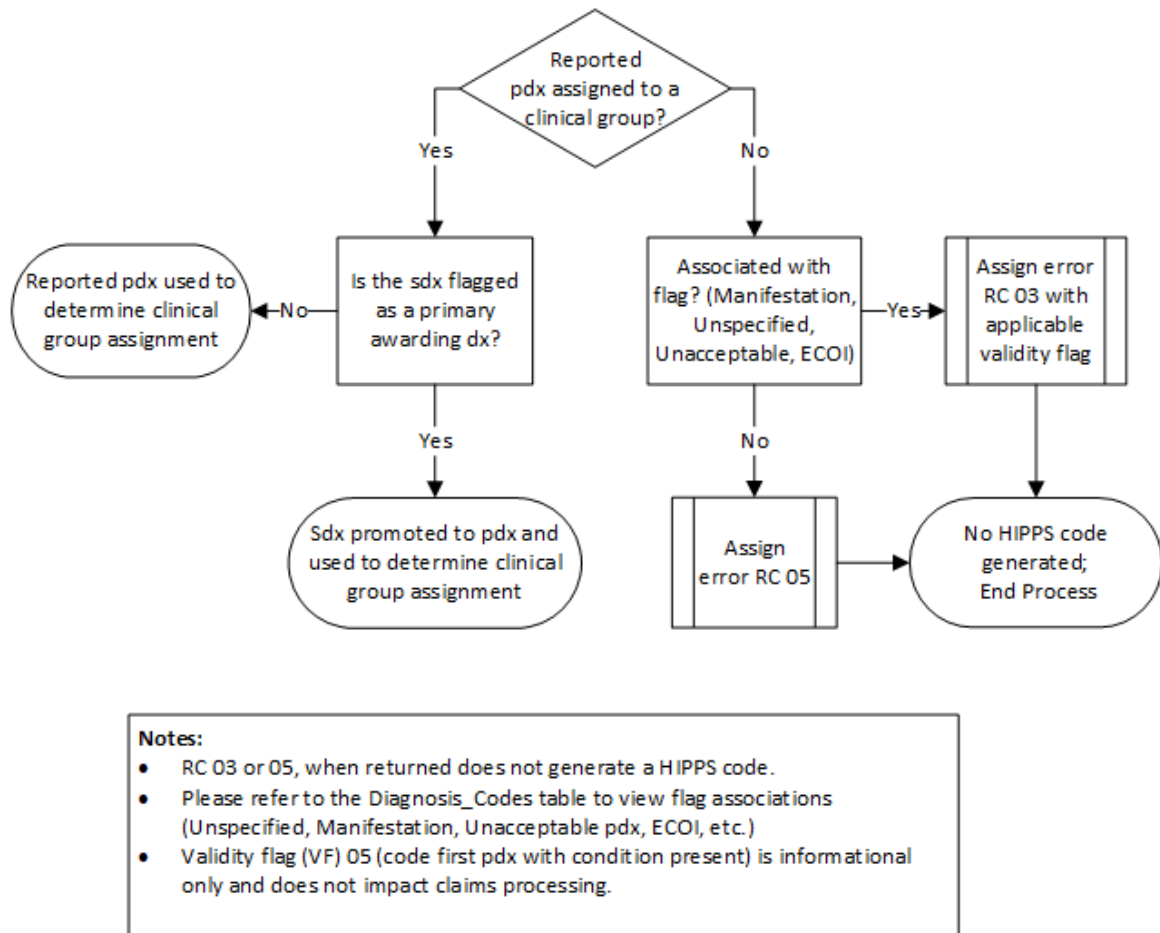 Reported
pdx assigned to a
clinical group?
Yes
No
Reported pdx used to
determine clinical
group assignment
No
Is the sdx flagged
as a primary
awarding dx?
Associated with
flag? (Manifestation,
Unspecified,
Unacceptable, ECOI)
Yes
Assign error
RC 03 with
applicable
validity flag
Yes
No
Sdx promoted to pdx and
used to determine clinical
group assignment
Assign
error RC 05
No HIPPS code
generated;
End Process
Notes:
• RC 03 or 05, when returned does not generate a HIPPS code.
• Please refer to the Diagnosis_Codes table to view flag associations
(Unspecified, Manifestation, Unacceptable pdx, ECOI, etc.)
• Validity flag (VF) 05 (code first pdx with condition present) is informational
only and does not impact claims processing.